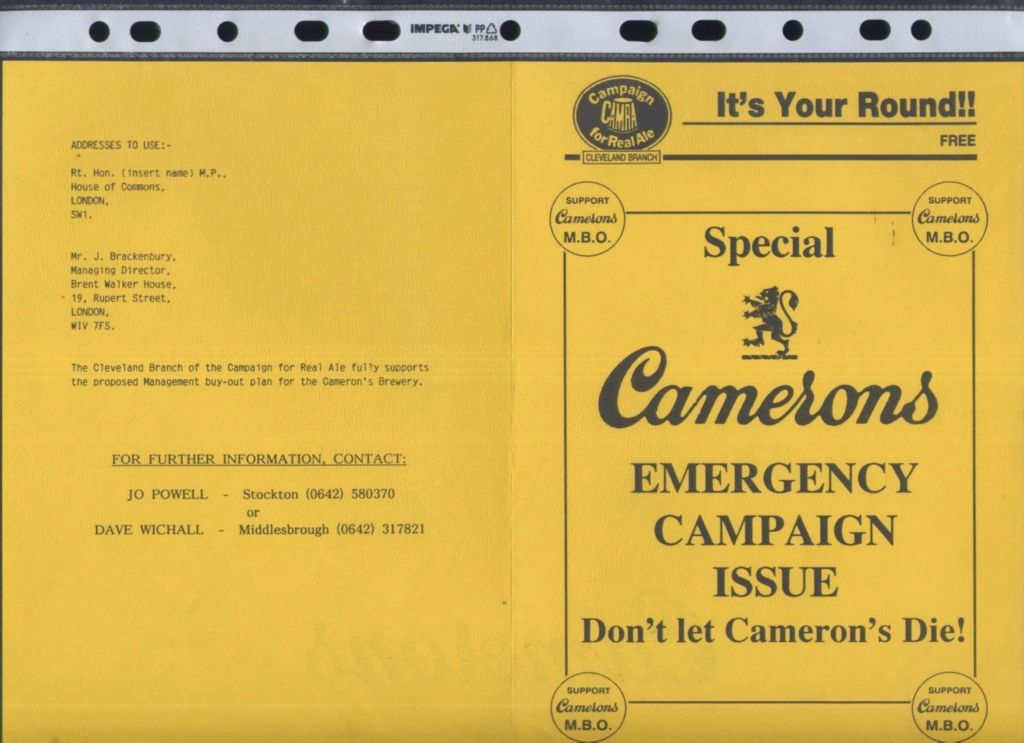 IMPEGA PP
317.868
ADDRESSES TO USE:-
Rt. Hon. (insert name) M.P.,
House of Commons,
LONDON,
SW1.
Mr. J. Brackenbury,
Managing Director,
Brent Walker House,
19, Rupert Street,
LONDON,
WIV 7FS.
The Cleveland Branch of the Campaign for Real Ale fully supports
the proposed Management buy-out plan for the Cameron's Brewery.
FOR FURTHER INFORMATION, CONTACT:
JO POWELL - Stockton (0642) 580370
or
DAVE WICHALL - Middlesbrough (0642) 317821
Campaign
CAMRA
for Real Ale
CLEVELAND BRANCH
It's Your Round!!
FREE
SUPPORT
Camerons
M.B.O.
SUPPORT
Camerons
M.B.O.
Special
Camerons
EMERGENCY
CAMPAIGN
ISSUE
Don't let Cameron's Die!
SUPPORT
Camerons
M.B.O.
SUPPORT
Camerons
M.B.O.